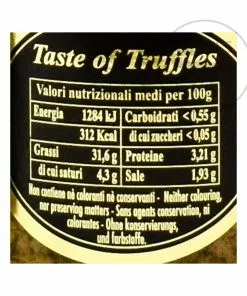 Taste of Truffles
Valori nutrizionali medi per 100g
Energia 1284 kJ Carboidrati <0,55 g
312 Kcal di cui zuccheri <0,05 g
Grassi 31,6 g Proteine 3,21 g
di cui saturi 4,3 g Sale 1,93 g
Non contiene nè coloranti nè conservanti - Neither colouring,
nor preserving matters - Sans agents conservation, ni
colorantes - Ohne konservierungs,
und farbstoffe.